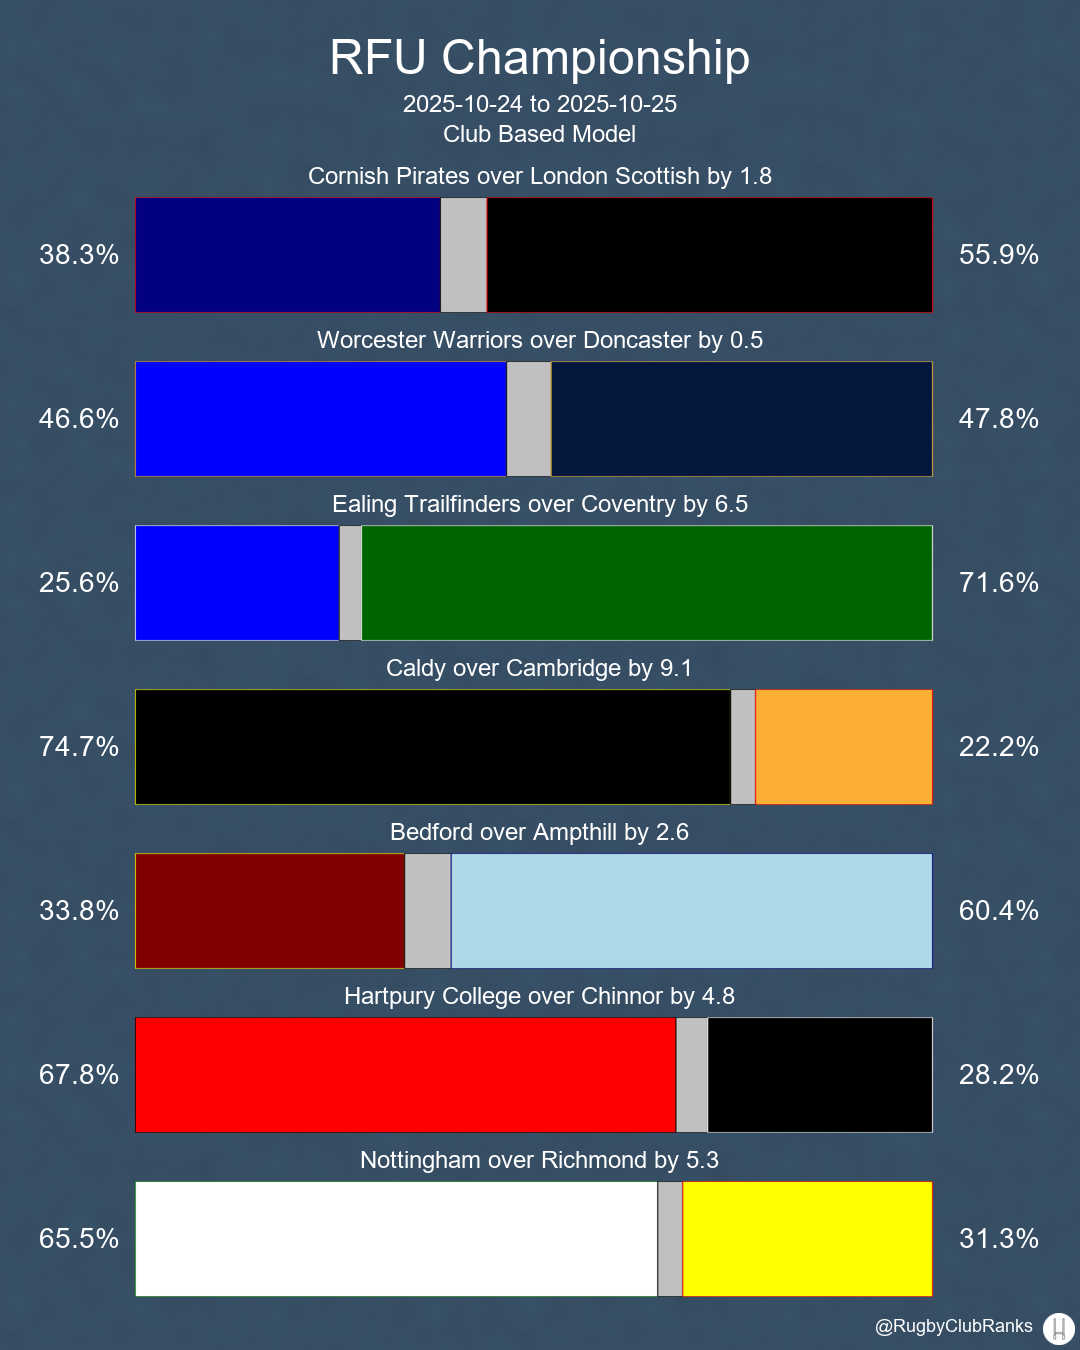 RFU Championship
2025-10-24 to 2025-10-25
Club Based Model
Cornish Pirates over London Scottish by 1.8
38.3% 55.9%
Worcester Warriors over Doncaster by 0.5
46.6% 47.8%
Ealing Trailfinders over Coventry by 6.5
25.6% 71.6%
Caldy over Cambridge by 9.1
74.7% 22.2%
Bedford over Ampthill by 2.6
33.8% 60.4%
Hartpury College over Chinnor by 4.8
67.8% 28.2%
Nottingham over Richmond by 5.3
65.5% 31.3%
@RugbyClubRanks